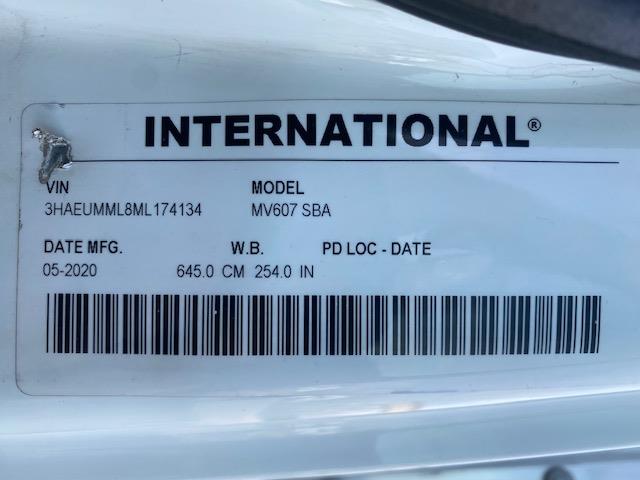 INTERNATIONAL®
VIN MODEL
3HAEUMML8ML174134 MV607 SBA
DATE MFG. W.B. PD LOC - DATE
05-2020 645.0 CM 254.0 IN